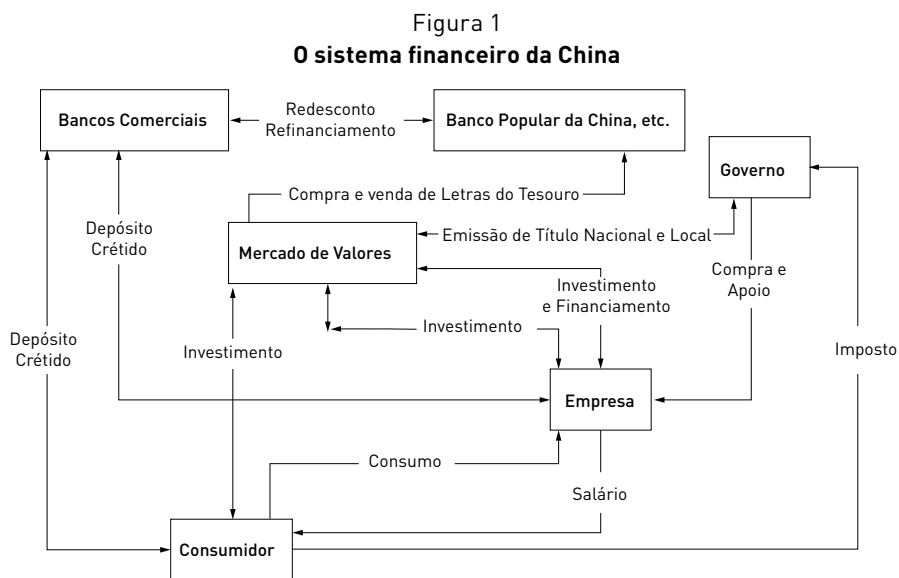 Figura 1
O sistema financeiro da China
Bancos Comerciais
Redesconto
Refinanciamento
Banco Popular da China, etc.
Governo
Compra e venda de Letras do Tesouro
Depósito
Crétido
Mercado de Valores
Emissão de Título Nacional e Local
Compra e
Apoio
Investimento
e Financiamento
Investimento
Depósito
Crétido
Investimento
Imposto
Empresa
Consumo
Salário
Consumidor